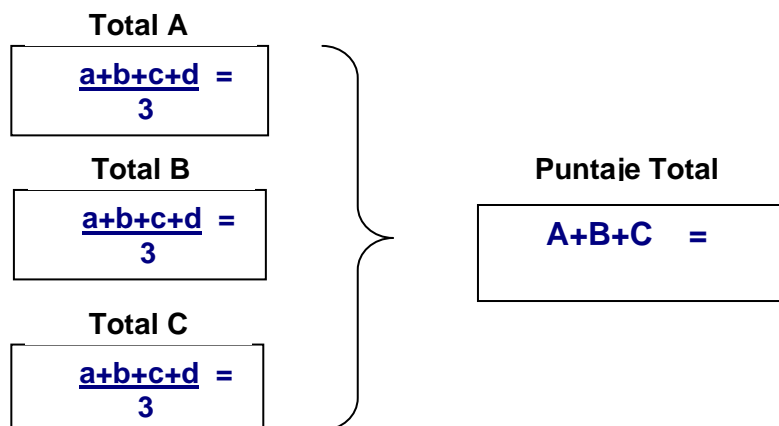 Total A
a+b+c+d =
3
Total B
a+b+c+d =
3
Total C
a+b+c+d =
3
Puntaje Total
A+B+C =